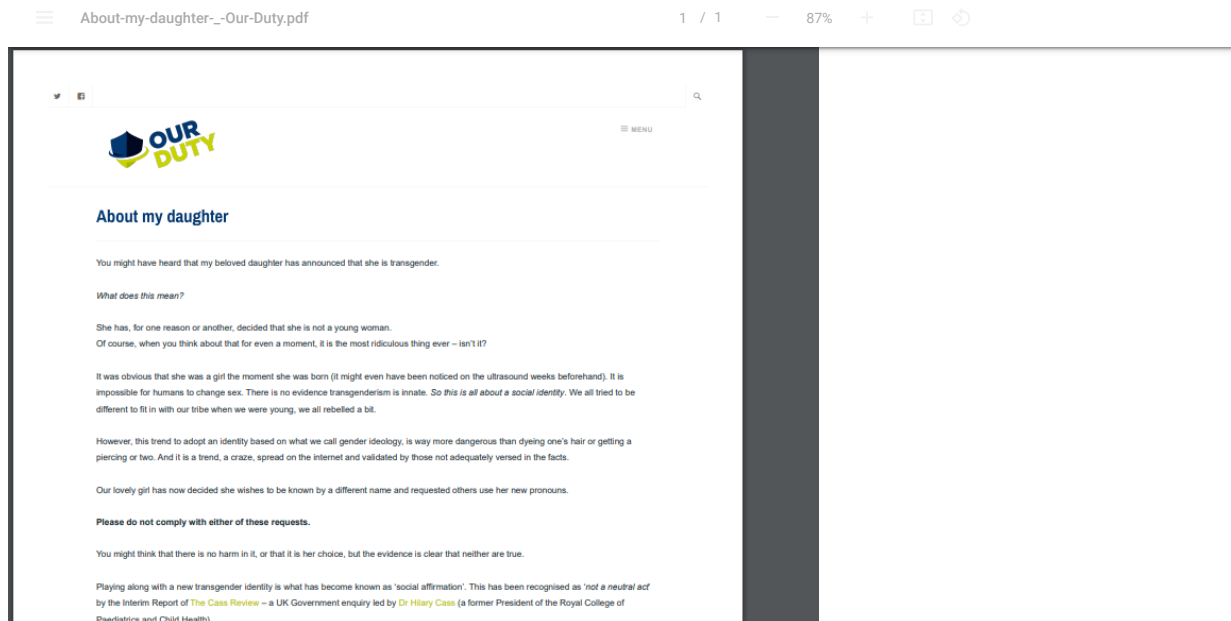 About-my-daughter-_-Our-Duty.pdf
1 / 1
87%
OUR
DUTY
MENU
About my daughter
You might have heard that my beloved daughter has announced that she is transgender.
What does this mean?
She has, for one reason or another, decided that she is not a young woman.
Of course, when you think about that for even a moment, it is the most ridiculous thing ever – isn't it?
It was obvious that she was a girl the moment she was born (it might even have been noticed on the ultrasound weeks beforehand). It is
impossible for humans to change sex. There is no evidence transgenderism is innate. So this is all about a social identity. We all tried to be
different to fit in with our tribe when we were young, we all rebelled a bit.
However, this trend to adopt an identity based on what we call gender ideology, is way more dangerous than dyeing one's hair or getting a
piercing or two. And it is a trend, a craze, spread on the internet and validated by those not adequately versed in the facts.
Our lovely girl has now decided she wishes to be known by a different name and requested others use her new pronouns.
Please do not comply with either of these requests.
You might think that there is no harm in it, or that it is her choice, but the evidence is clear that neither are true.
Playing along with a new transgender identity is what has become known as 'social affirmation'. This has been recognised as 'not a neutral act'
by the Interim Report of The Cass Review – a UK Government enquiry led by Dr Hilary Cass (a former President of the Royal College of
Paediatrics and Child Health)